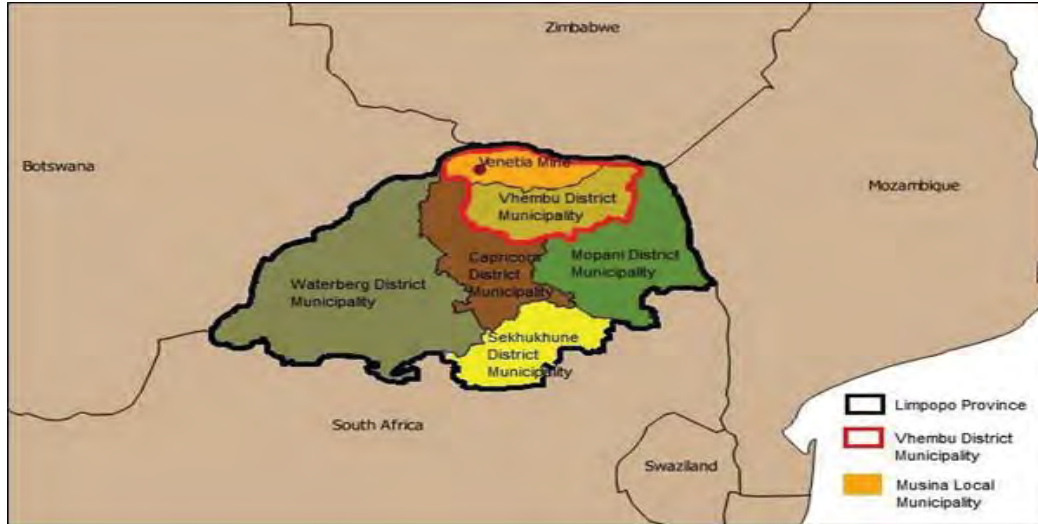 Zimbabwe
Botswana
Venetia Mine
Mozambique
Vhembu District
Municipality
Capricorn
District
Municipality
Mopani District
Municipality
Waterberg District
Municipality
Sekhukhune
District
Municipality
South Africa
Swaziland
Limpopo Province
Vhembu District
Municipality
Musina Local
Municipality